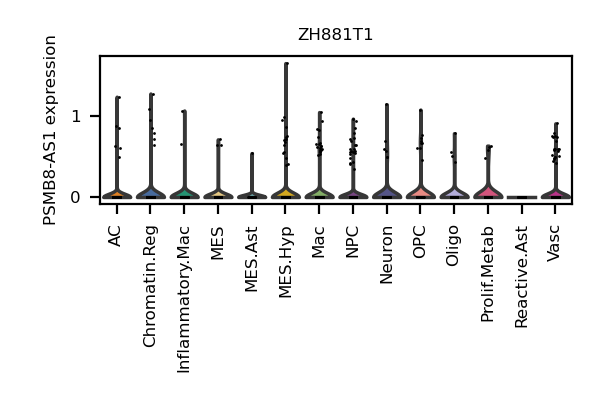 ZH881T1
PSMB8-AS1 expression
1
0
AC
Chromatin.Reg
Inflammatory.Mac
MES
MES.Ast
MES.Hyp
Mac
NPC
Neuron
OPC
Oligo
Prolif.Metab
Reactive.Ast
Vasc